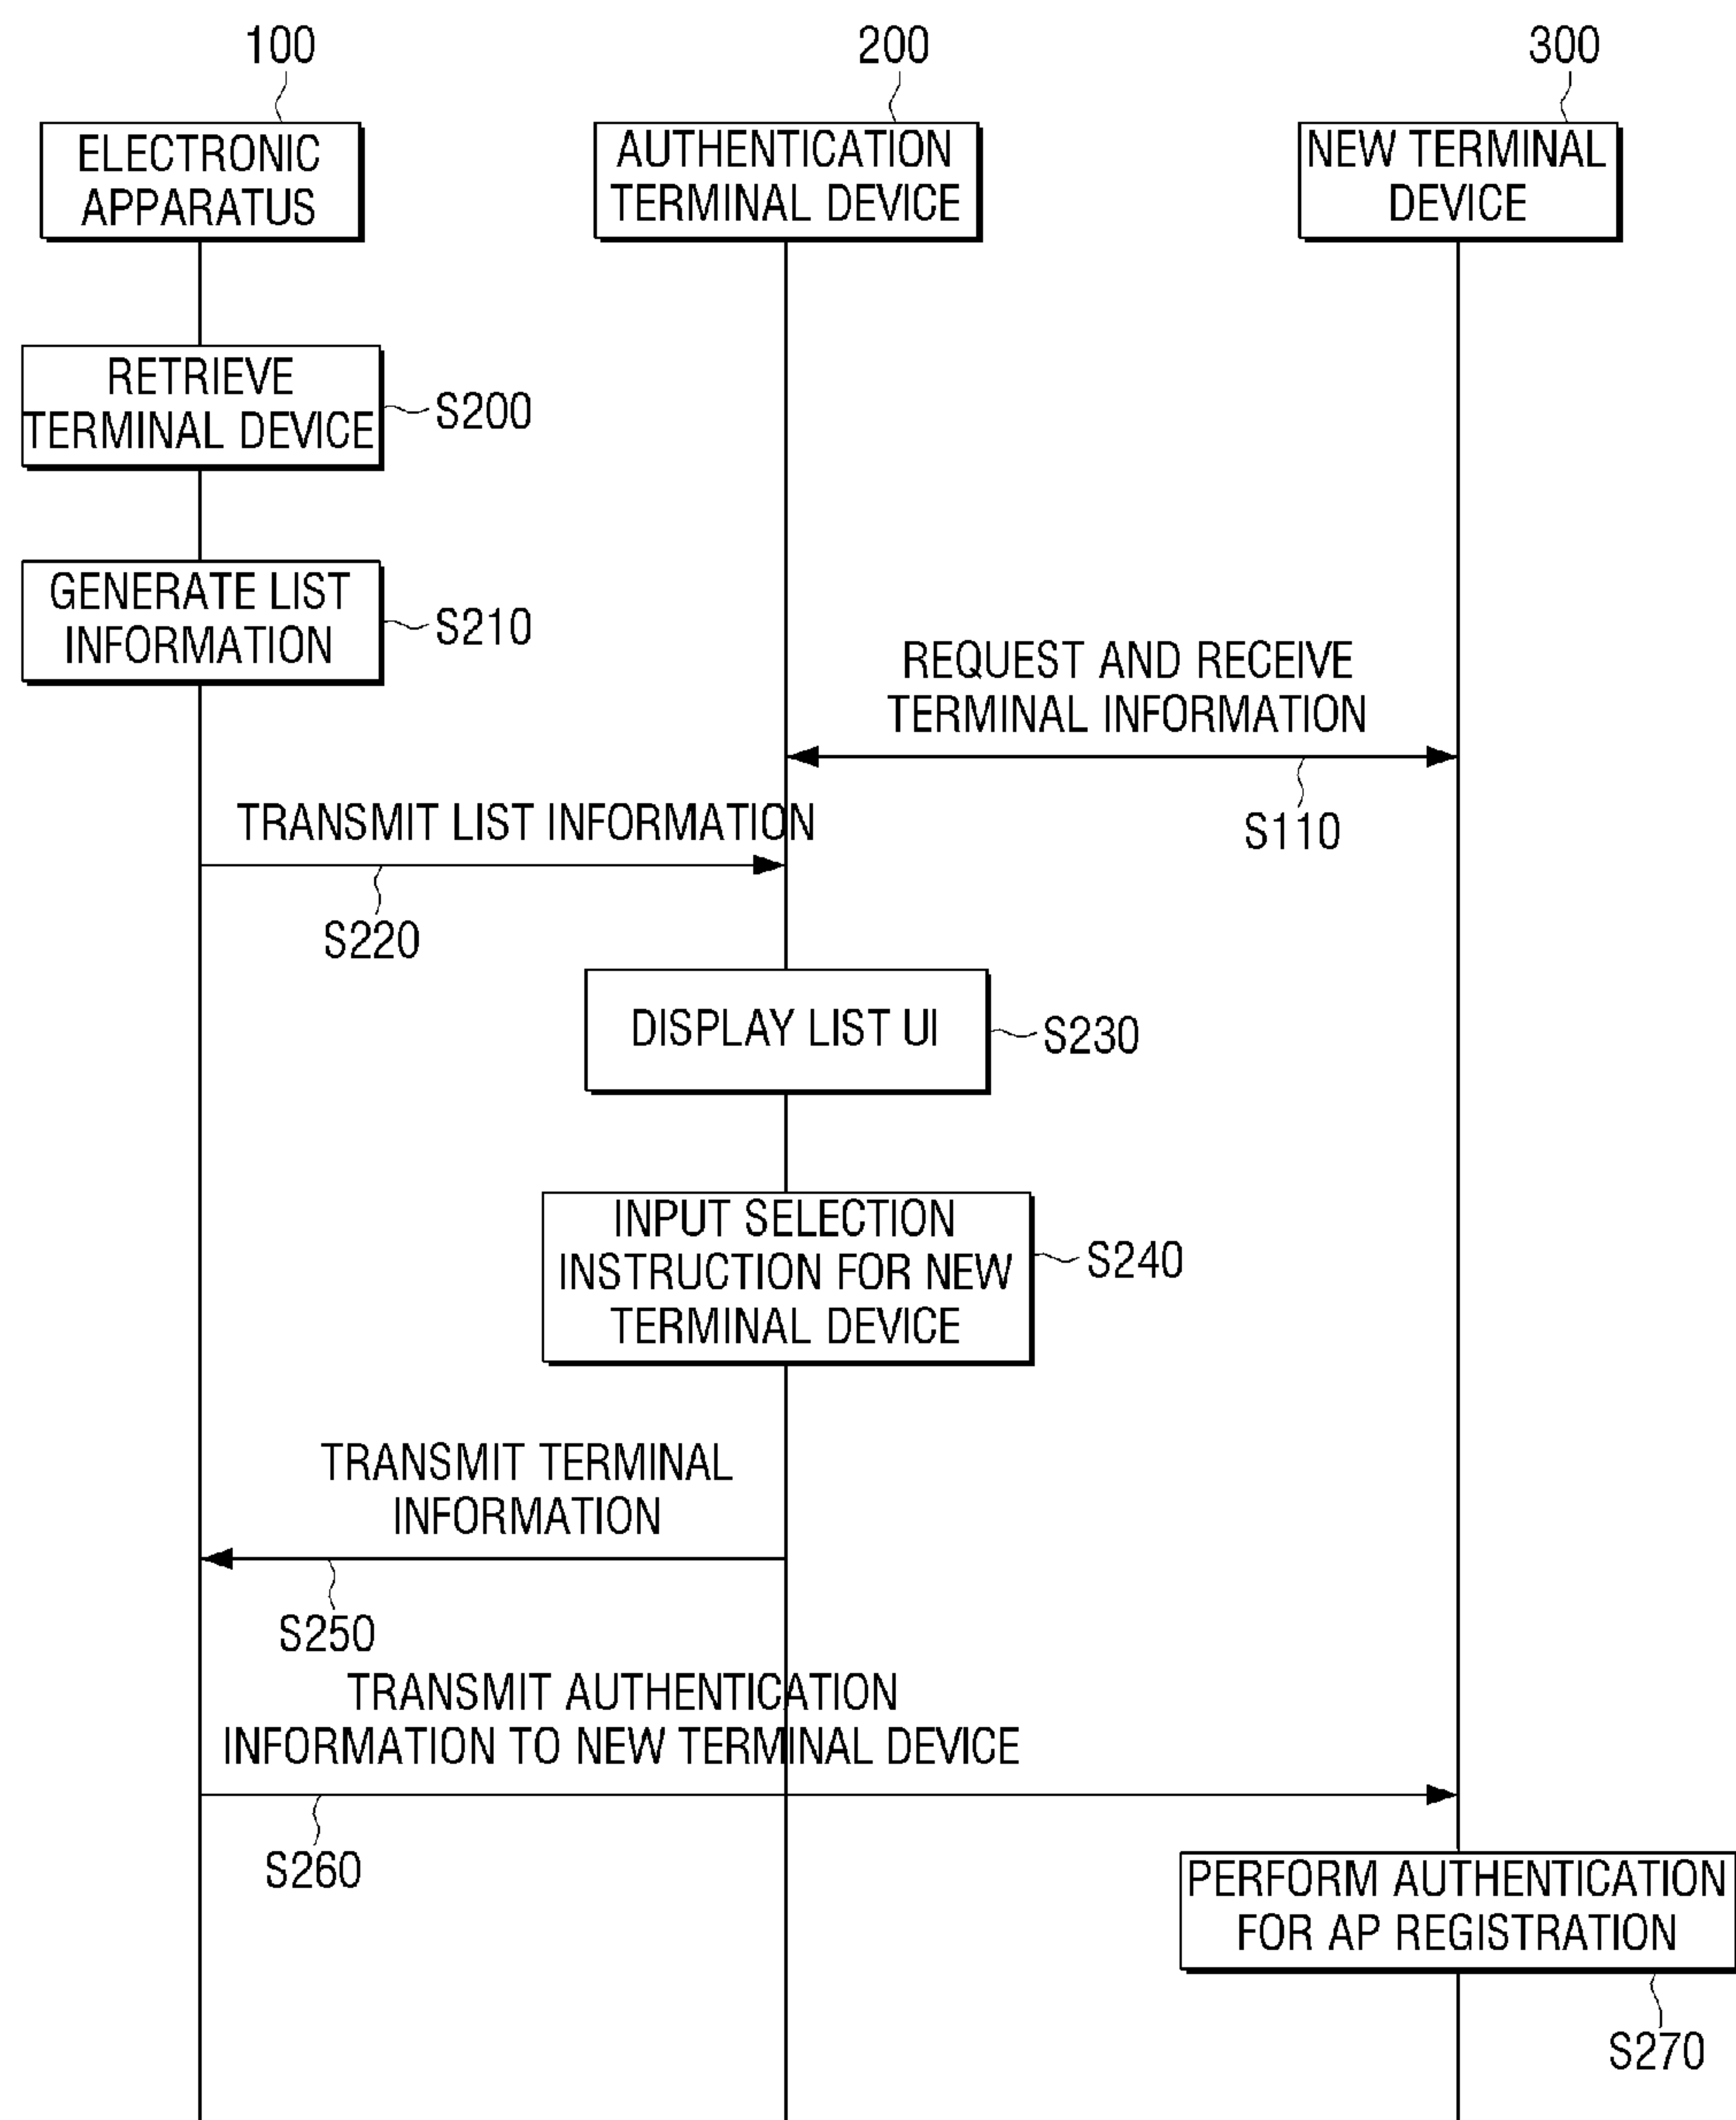 100
200
300
ELECTRONIC
APPARATUS
AUTHENTICATION
TERMINAL DEVICE
NEW TERMINAL
DEVICE
RETRIEVE
TERMINAL DEVICE
S200
GENERATE LIST
INFORMATION
S210
REQUEST AND RECEIVE
TERMINAL INFORMATION
S110
TRANSMIT LIST INFORMATION
S220
DISPLAY LIST UI
S230
INPUT SELECTION
INSTRUCTION FOR NEW
TERMINAL DEVICE
S240
TRANSMIT TERMINAL
INFORMATION
S250
TRANSMIT AUTHENTICATION
INFORMATION TO NEW TERMINAL DEVICE
S260
PERFORM AUTHENTICATION
FOR AP REGISTRATION
S270